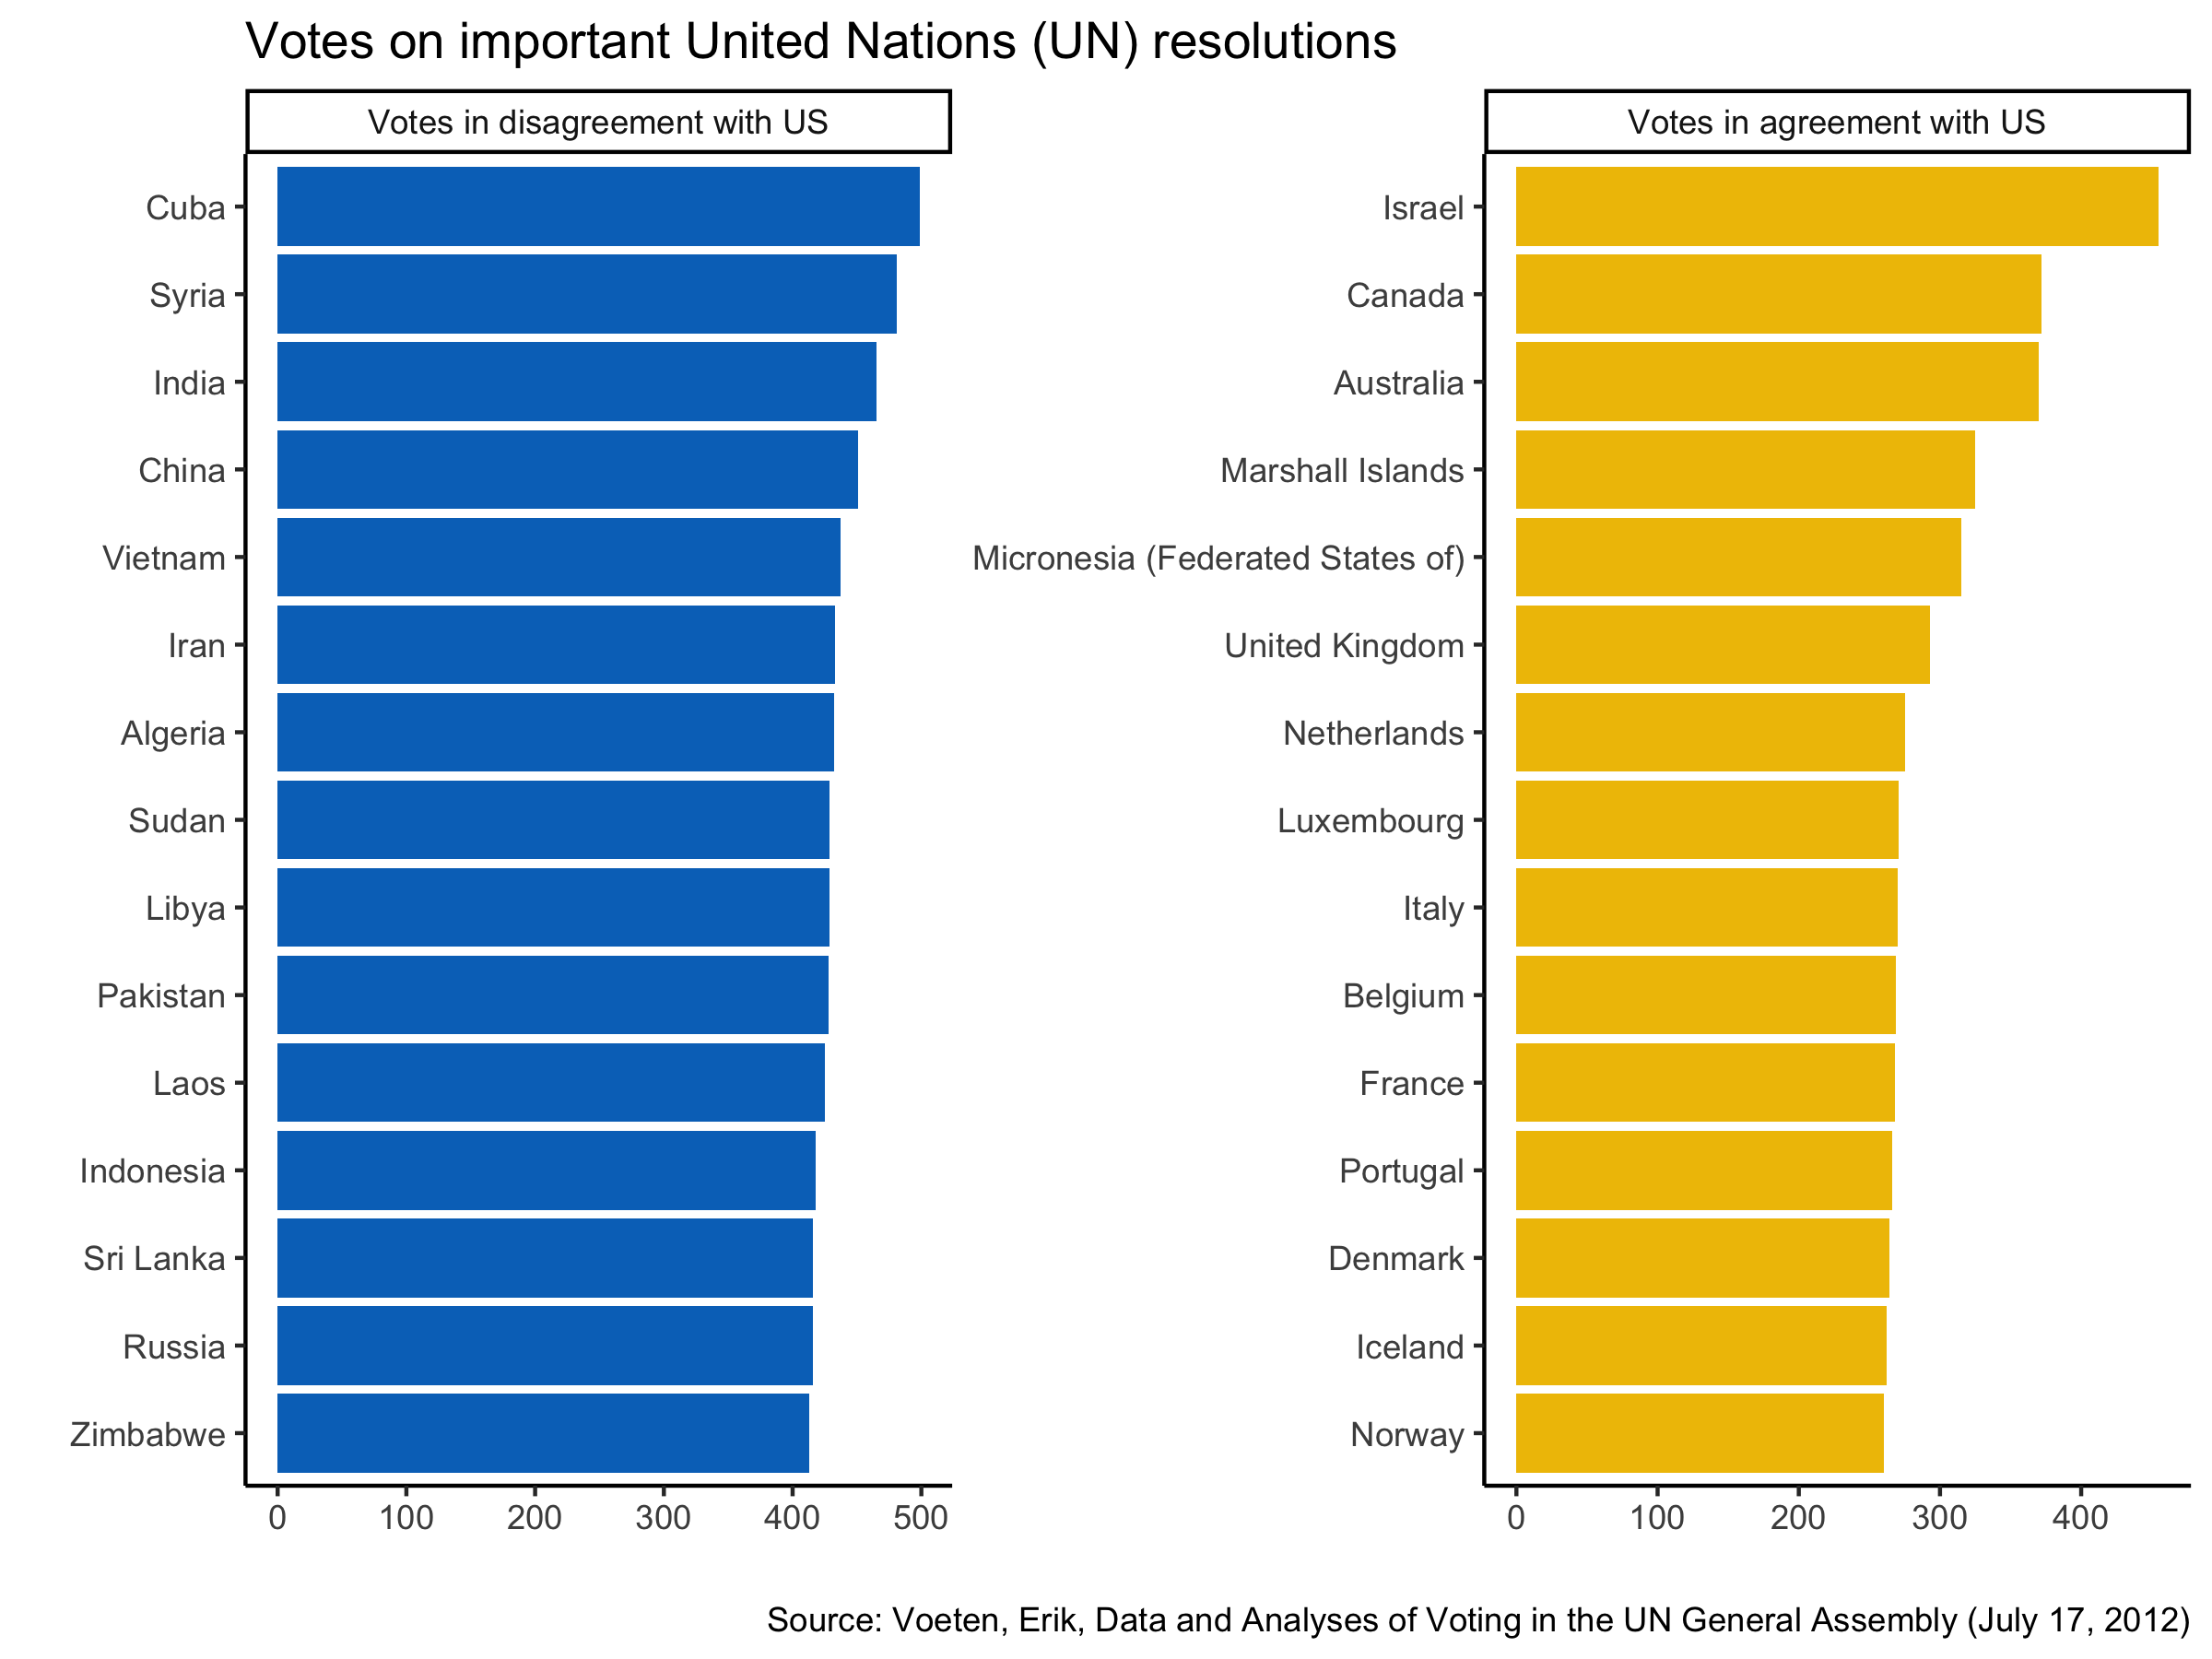 Votes on important United Nations (UN) resolutions
Votes in disagreement with US
Cuba
Syria
India
China
Vietnam
Iran
Algeria
Sudan
Libya
Pakistan
Laos
Indonesia
Sri Lanka
Russia
Zimbabwe
0 100 200 300 400 500
Votes in agreement with US
Israel
Canada
Australia
Marshall Islands
Micronesia (Federated States of)
United Kingdom
Netherlands
Luxembourg
Italy
Belgium
France
Portugal
Denmark
Iceland
Norway
0 100 200 300 400
Source: Voeten, Erik, Data and Analyses of Voting in the UN General Assembly (July 17, 2012)